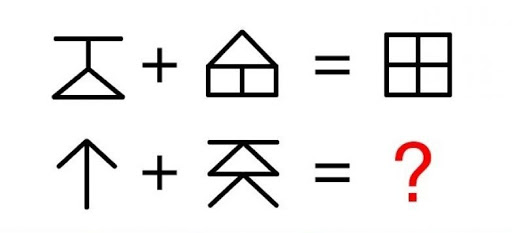 + =
+ = ?